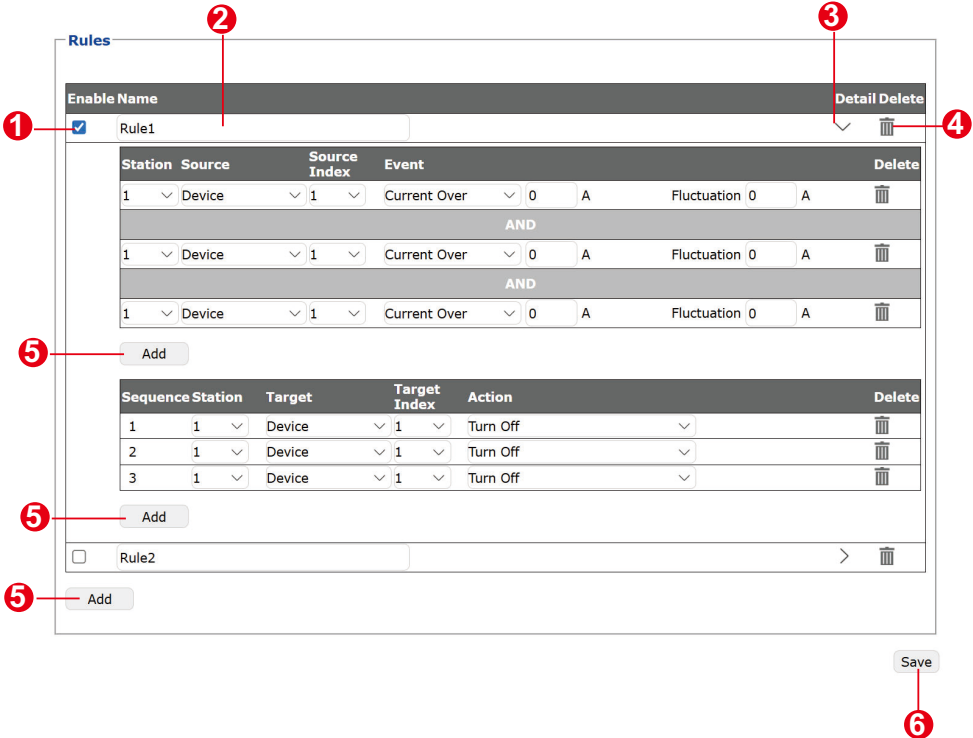 2
3
Rules
Enable Name Detail Delete
1
Rule1
4
Station Source Source Index Event Delete
1 Device 1 Current Over 0 A Fluctuation 0 A
AND
1 Device 1 Current Over 0 A Fluctuation 0 A
AND
1 Device 1 Current Over 0 A Fluctuation 0 A
5 Add
Sequence Station Target Target Index Action Delete
1 1 Device 1 Turn Off
2 1 Device 1 Turn Off
3 1 Device 1 Turn Off
5 Add
Rule2
5 Add
Save
6